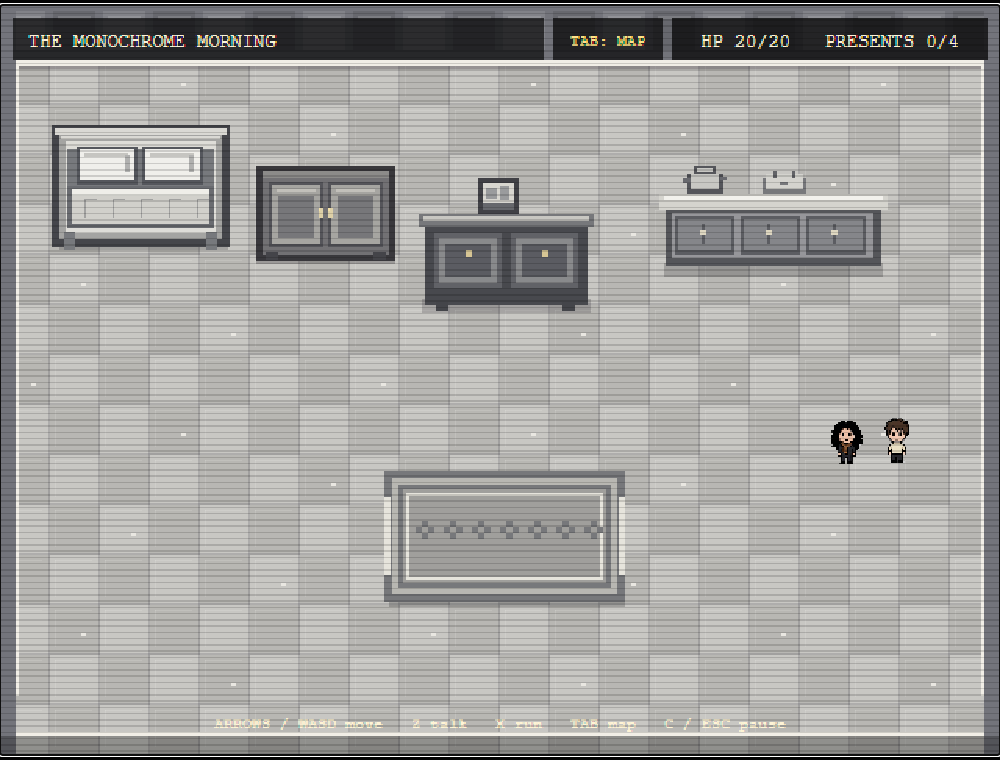 THE MONOCHROME MORNING
TAB: MAP
HP 20/20 PRESENTS 0/4
ARROWS / WASD move Z talk X run TAB map C / ESC pause